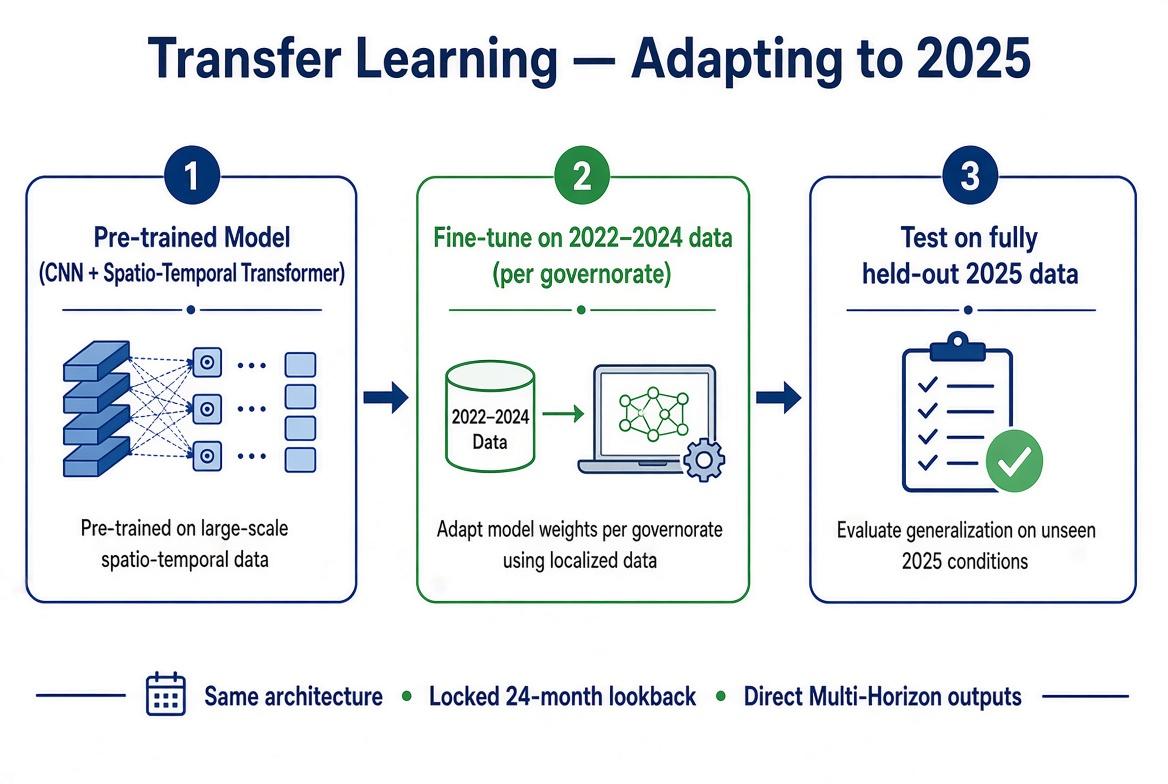 Transfer Learning — Adapting to 2025
1
Pre-trained Model
(CNN + Spatio-Temporal Transformer)
Pre-trained on large-scale
spatio-temporal data
2
Fine-tune on 2022–2024 data
(per governorate)
2022–2024
Data
Adapt model weights per governorate
using localized data
3
Test on fully
held-out 2025 data
Evaluate generalization on unseen
2025 conditions
Same architecture • Locked 24-month lookback • Direct Multi-Horizon outputs